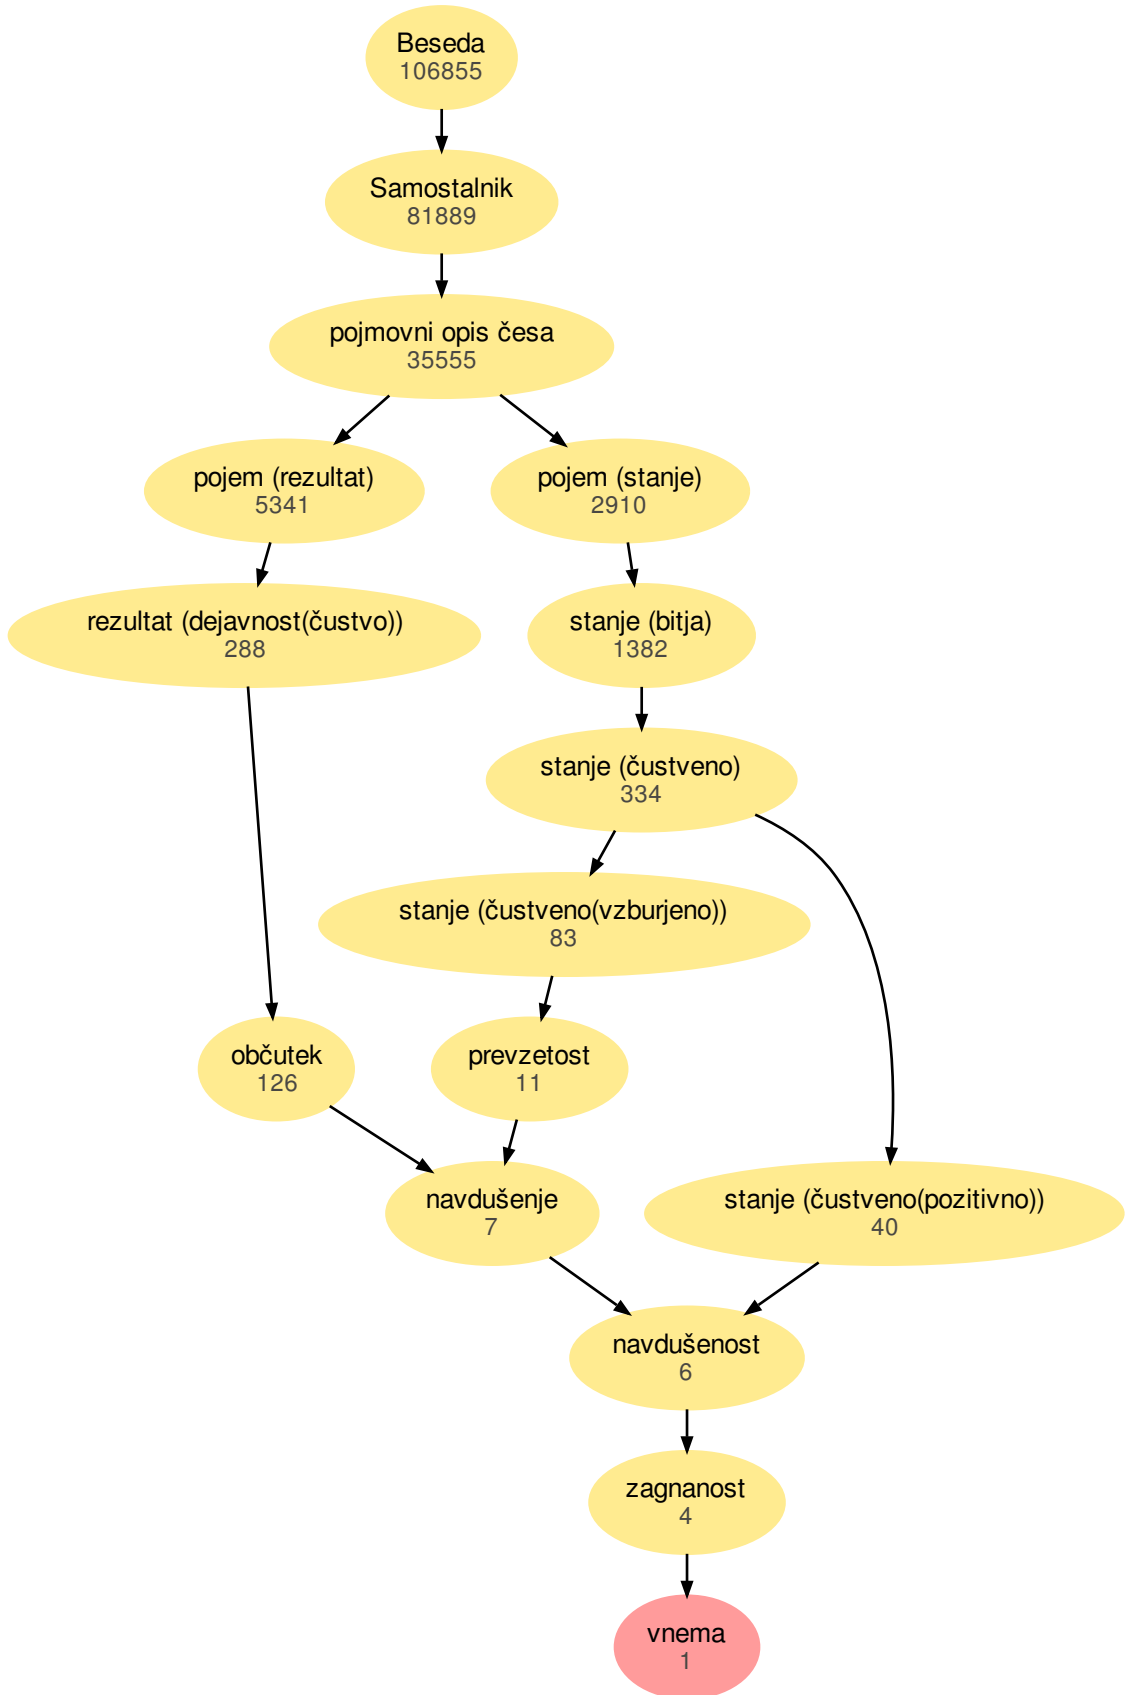 Beseda
106855
Samostalnik
81889
pojmovni opis česa
35555
pojem (rezultat)
5341
pojem (stanje)
2910
rezultat (dejavnost(čustvo))
288
stanje (bitja)
1382
stanje (čustveno)
334
stanje (čustveno(vzburjeno))
83
občutek
126
prevzetost
11
navdušenje
7
stanje (čustveno(pozitivno))
40
navdušenost
6
zagnanost
4
vnema
1